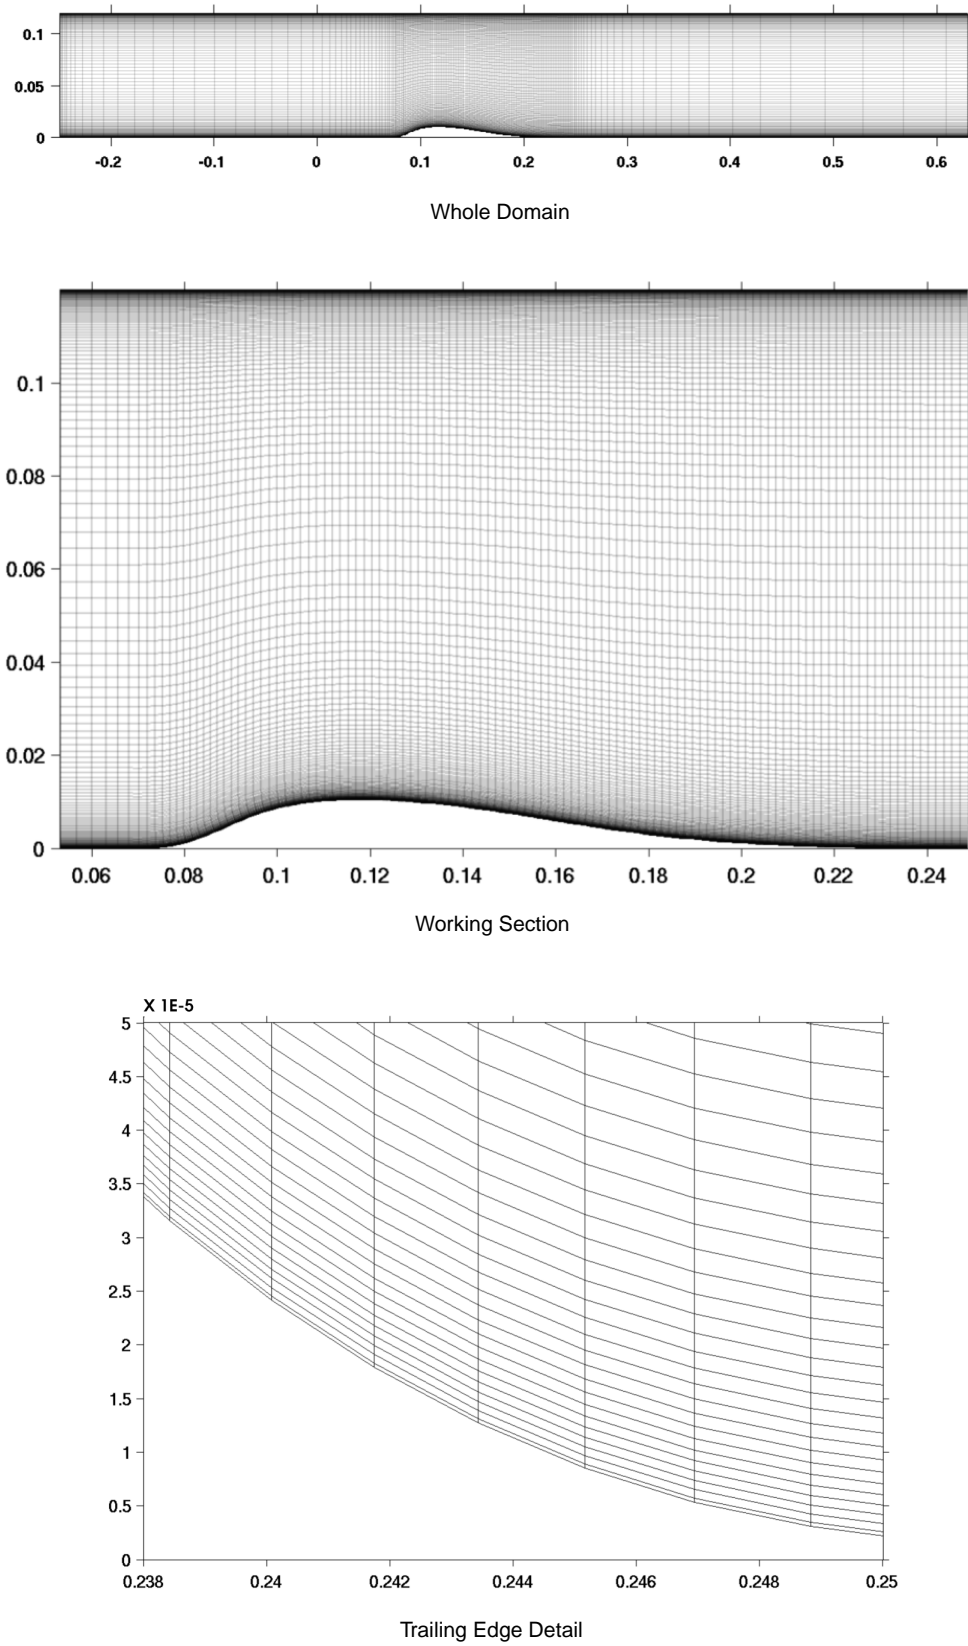 0.1
0.05
0
-0.2 -0.1 0 0.1 0.2 0.3 0.4 0.5 0.6
Whole Domain
0.1
0.08
0.06
0.04
0.02
0
0.06 0.08 0.1 0.12 0.14 0.16 0.18 0.2 0.22 0.24
Working Section
X 1E-5
5
4.5
4
3.5
3
2.5
2
1.5
1
0.5
0
0.238 0.24 0.242 0.244 0.246 0.248 0.25
Trailing Edge Detail